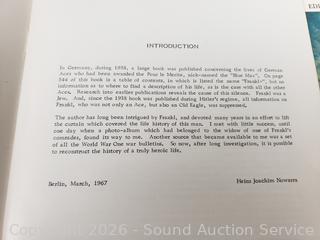 EDI
INTRODUCTION
In Germany, during 1938, a large book was published concerning the lives of German
Aces who had been awarded the Pour le Merite, nick-named the "Blue Max". On page
544 of this book is a table of contents, in which is listed the name "Frankl", but no
information as to where to find a description of his life, as is the case with all the other
Aces. Research into earlier publications reveals the cause of this silence. Frankl was a
Jew. And, since the 1938 book was published during Hitler's regime, all information on
Frankl, who was not only an Ace, but also an Old Eagle, was suppressed.
The author has long been intrigued by Frankl, and devoted many years in an effort to lift
the curtain which covered the life history of this man. I met with little success, until
one day when a photo-album which had belonged to the widow of one of Frankl's
comrades, found its way to me. Another source that became available to me was a set
of all the World War One war bulletins. So now, after long investigation, it is possible
to reconstruct the history of a truly heroic life.
Berlin, March, 1967
Heinz Joachim Nowarra
Copyright 2026 - Sound Auction Service